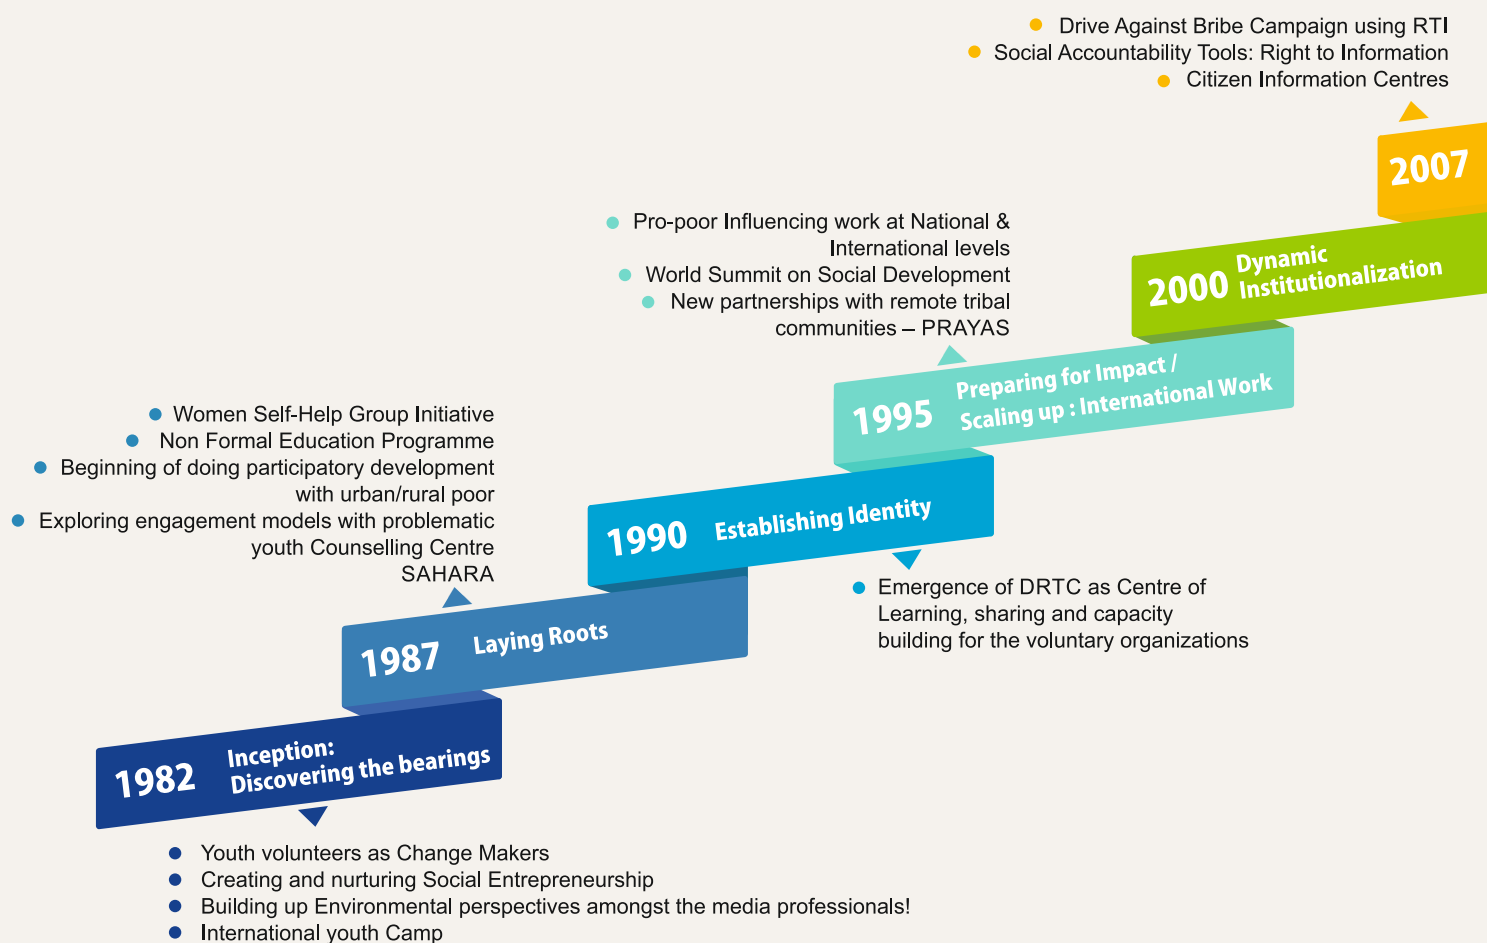 Drive Against Bribe Campaign using RTI
Social Accountability Tools: Right to Information
Citizen Information Centres
2007
Pro-poor Influencing work at National &
International levels
World Summit on Social Development
New partnerships with remote tribal
communities – PRAYAS
2000 Dynamic
Institutionalization
1995 Preparing for Impact /
Scaling up : International Work
Women Self-Help Group Initiative
Non Formal Education Programme
Beginning of doing participatory development
with urban/rural poor
Exploring engagement models with problematic
youth Counselling Centre
SAHARA
1990 Establishing Identity
Emergence of DRTC as Centre of
Learning, sharing and capacity
building for the voluntary organizations
1987 Laying Roots
1982 Inception:
Discovering the bearings
Youth volunteers as Change Makers
Creating and nurturing Social Entrepreneurship
Building up Environmental perspectives amongst the media professionals!
International youth Camp